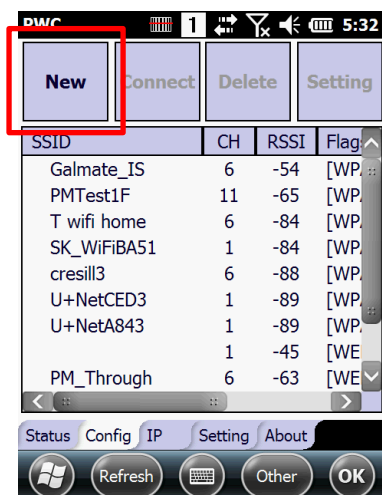 PWC 1 5:32
New Connect Delete Setting
SSID CH RSSI Flag
Galmate_IS 6 -54 [WP
PMTest1F 11 -65 [WP
T wifi home 6 -84 [WP
SK_WiFiBA51 1 -84 [WP
cresill3 6 -88 [WP
U+NetCED3 1 -89 [WP
U+NetA843 1 -89 [WP
1 -45 [WE
PM_Through 6 -63 [WE
Status Config IP Setting About
Refresh Other OK